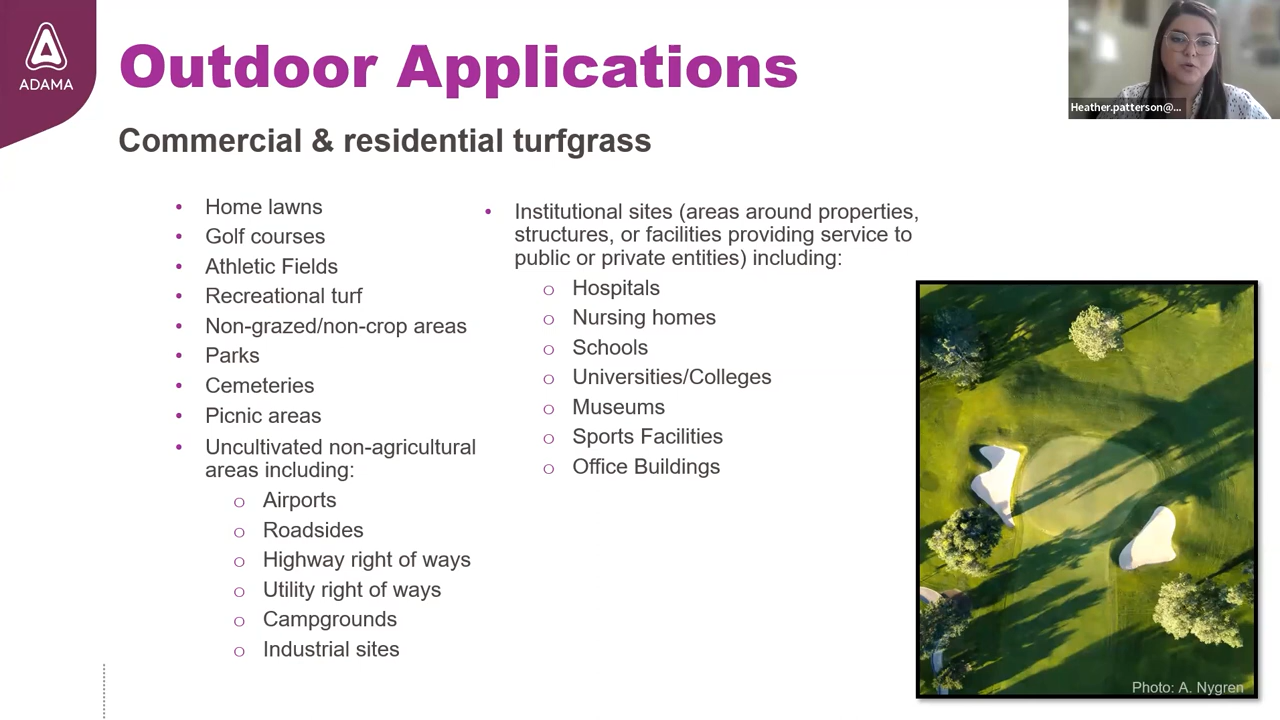 ADAMA
Outdoor Applications
Heather.patterson@...
Commercial & residential turfgrass
• Home lawns
• Golf courses
• Athletic Fields
• Recreational turf
• Non-grazed/non-crop areas
• Parks
• Cemeteries
• Picnic areas
• Uncultivated non-agricultural
areas including:
o Airports
o Roadsides
o Highway right of ways
o Utility right of ways
o Campgrounds
o Industrial sites
• Institutional sites (areas around properties,
structures, or facilities providing service to
public or private entities) including:
o Hospitals
o Nursing homes
o Schools
o Universities/Colleges
o Museums
o Sports Facilities
o Office Buildings
Photo: A. Nygren